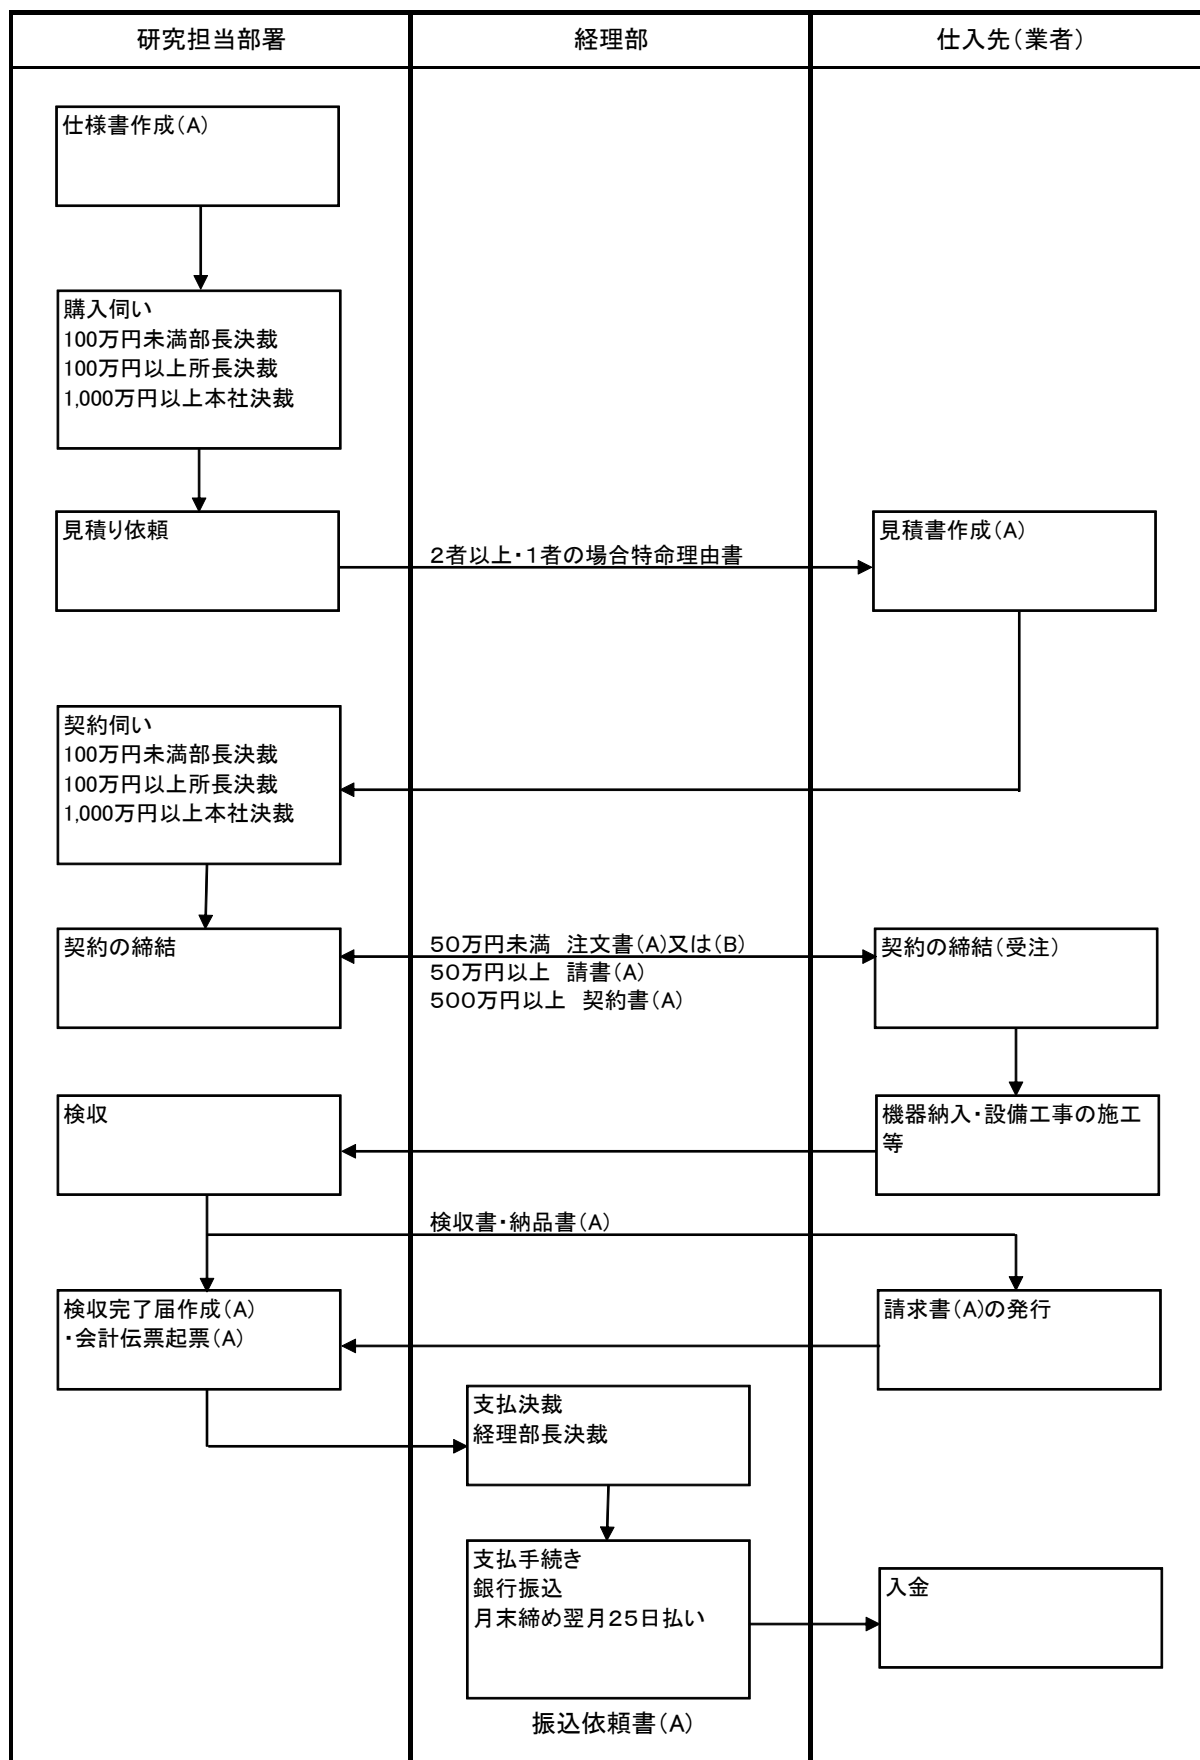 研究担当部署
経理部
仕入先（業者）
仕様書作成（A）
購入伺い
100万円未満部長決裁
100万円以上所長決裁
1,000万円以上本社決裁
見積り依頼
２者以上・１者の場合特命理由書
見積書作成（A）
契約伺い
100万円未満部長決裁
100万円以上所長決裁
1,000万円以上本社決裁
契約の締結
５０万円未満　注文書（A）又は（B）
５０万円以上　請書（A）
５００万円以上　契約書（A）
契約の締結（受注）
検収
機器納入・設備工事の施工
等
検収書・納品書（A）
検収完了届作成（A）
・会計伝票起票（A）
請求書（A）の発行
支払決裁
経理部長決裁
支払手続き
銀行振込
月末締め翌月２５日払い
入金
振込依頼書（A）